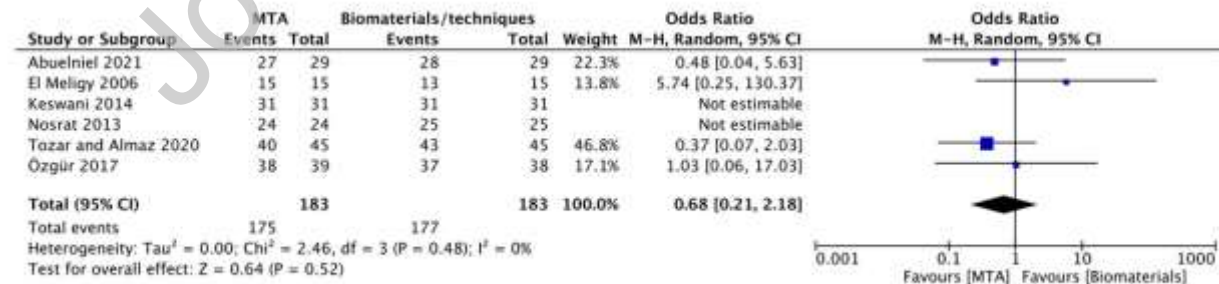 Jo
MTA Biomaterials/techniques Odds Ratio Odds Ratio
Study or Subgroup Events Total Events Total Weight M-H, Random, 95% CI M-H, Random, 95% CI
Abuelniel 2021 27 29 28 29 22.3% 0.48 [0.04, 5.63]
El Meligy 2006 15 15 13 15 13.8% 5.74 [0.25, 130.37]
Keswani 2014 31 31 31 31 Not estimable
Nosrat 2013 24 24 25 25 Not estimable
Tozar and Almaz 2020 40 45 43 45 46.8% 0.37 [0.07, 2.03]
Özgür 2017 38 39 37 38 17.1% 1.03 [0.06, 17.03]
Total (95% CI) 183 183 100.0% 0.68 [0.21, 2.18]
Total events 175 177
Heterogeneity: Tau² = 0.00; Chi² = 2.46, df = 3 (P = 0.48); I² = 0%
Test for overall effect: Z = 0.64 (P = 0.52)
0.001 0.1 1 10 1000
Favours [MTA] Favours [Biomaterials]